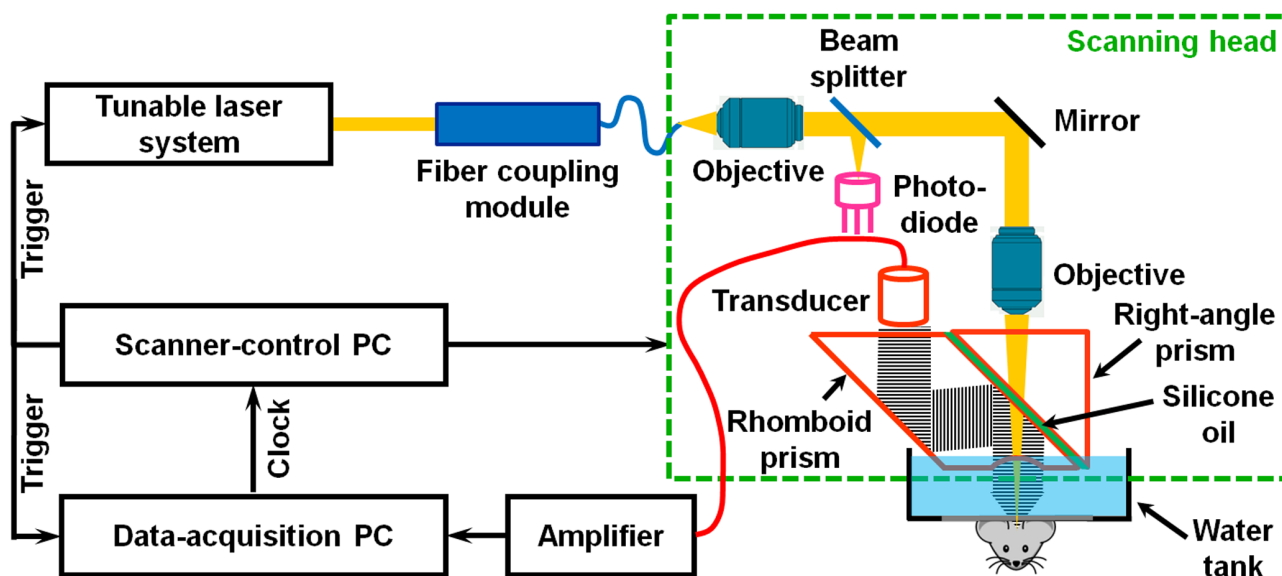 Scanning head
Beam
splitter
Tunable laser
system
Mirror
Fiber coupling
module
Objective
Photo-
diode
Trigger
Objective
Transducer
Right-angle
prism
Scanner-control PC
Silicone
oil
Rhomboid
prism
Trigger
Clock
Data-acquisition PC
Amplifier
Water
tank